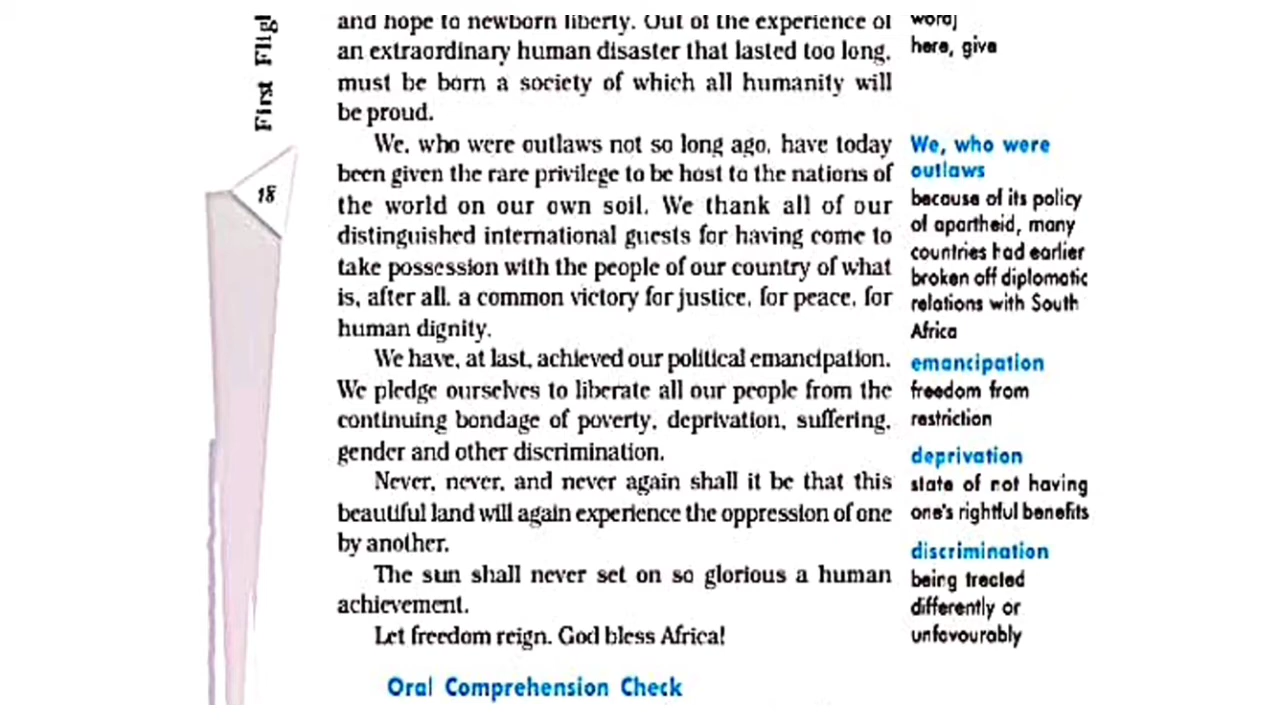 First Flig
18
and hope to newborn liberty. Out of the experience of
an extraordinary human disaster that lasted too long,
must be born a society of which all humanity will
be proud.
We, who were outlaws not so long ago, have today
been given the rare privilege to be host to the nations of
the world on our own soil. We thank all of our
distinguished international guests for having come to
take possession with the people of our country of what
is, after all, a common victory for justice, for peace, for
human dignity.
We have, at last, achieved our political emancipation.
We pledge ourselves to liberate all our people from the
continuing bondage of poverty, deprivation, suffering,
gender and other discrimination.
Never, never, and never again shall it be that this
beautiful land will again experience the oppression of one
by another.
The sun shall never set on so glorious a human
achievement.
Let freedom reign. God bless Africa!
Oral Comprehension Check
word)
here, give
We, who were
outlaws
because of its policy
of apartheid, many
countries had earlier
broken off diplomatic
relations with South
Africa
emancipation
freedom from
restriction
deprivation
state of not having
one's rightful benefits
discrimination
being treated
differently or
unfavourably